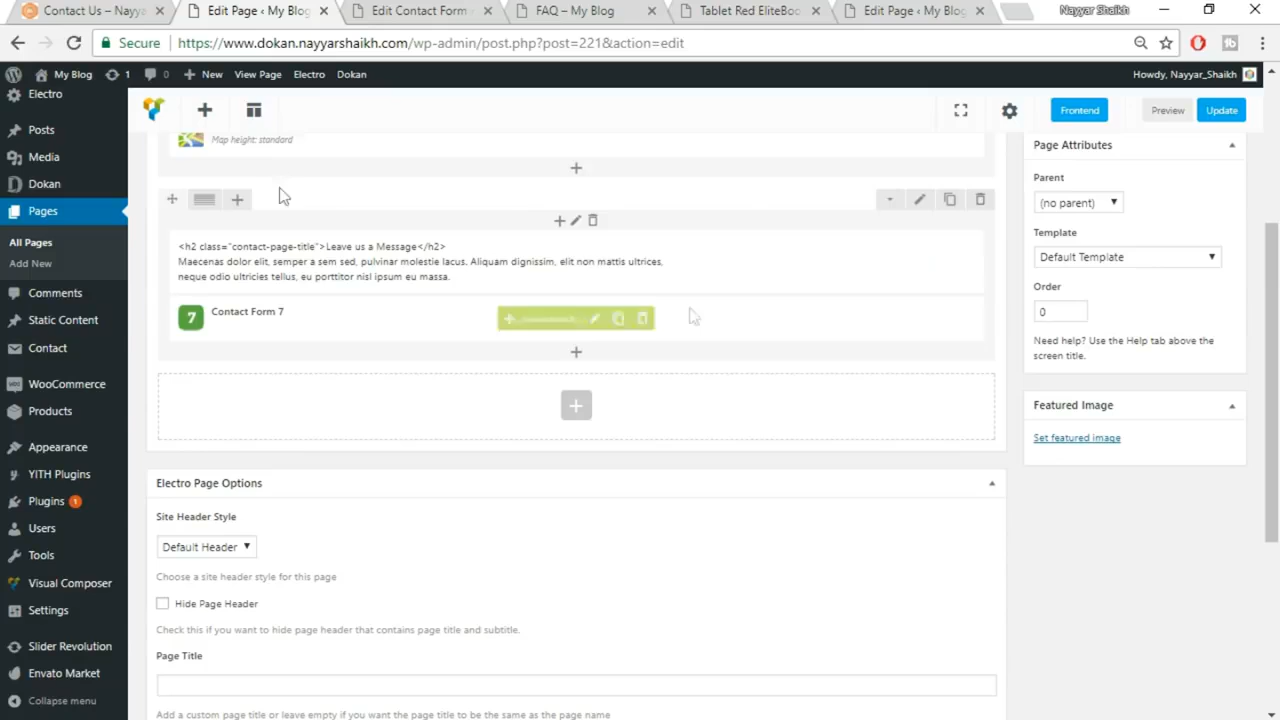 Contact Us – Nayya
Edit Page ‹ My Blog
Edit Contact Form
FAQ – My Blog
Tablet Red EliteBoo
Edit Page ‹ My Blog
Nayyar Shaikh
Secure
https://www.dokan.nayyarshaikh.com/wp-admin/post.php?post=221&action=edit
My Blog
1
New
View Page
Electro
Dokan
Howdy, Nayyar_Shaikh
Electro
Posts
Media
Dokan
Pages
All Pages
Add New
Comments
Static Content
Contact
WooCommerce
Products
Appearance
YITH Plugins
Plugins 1
Users
Tools
Visual Composer
Settings
Slider Revolution
Envato Market
Collapse menu
Frontend
Preview
Update
Map height: standard
<h2 class="contact-page-title">Leave us a Message</h2>
Maecenas dolor elit, semper a sem sed, pulvinar molestie lacus. Aliquam dignissim, elit non mattis ultrices,
neque odio ultricies tellus, eu porttitor nisl ipsum eu massa.
7
Contact Form 7
Electro Page Options
Site Header Style
Default Header
Choose a site header style for this page
Hide Page Header
Check this if you want to hide page header that contains page title and subtitle.
Page Title
Add a custom page title or leave empty if you want the page title to be the same as the page name
Page Attributes
Parent
(no parent)
Template
Default Template
Order
0
Need help? Use the Help tab above the
screen title.
Featured Image
Set featured image